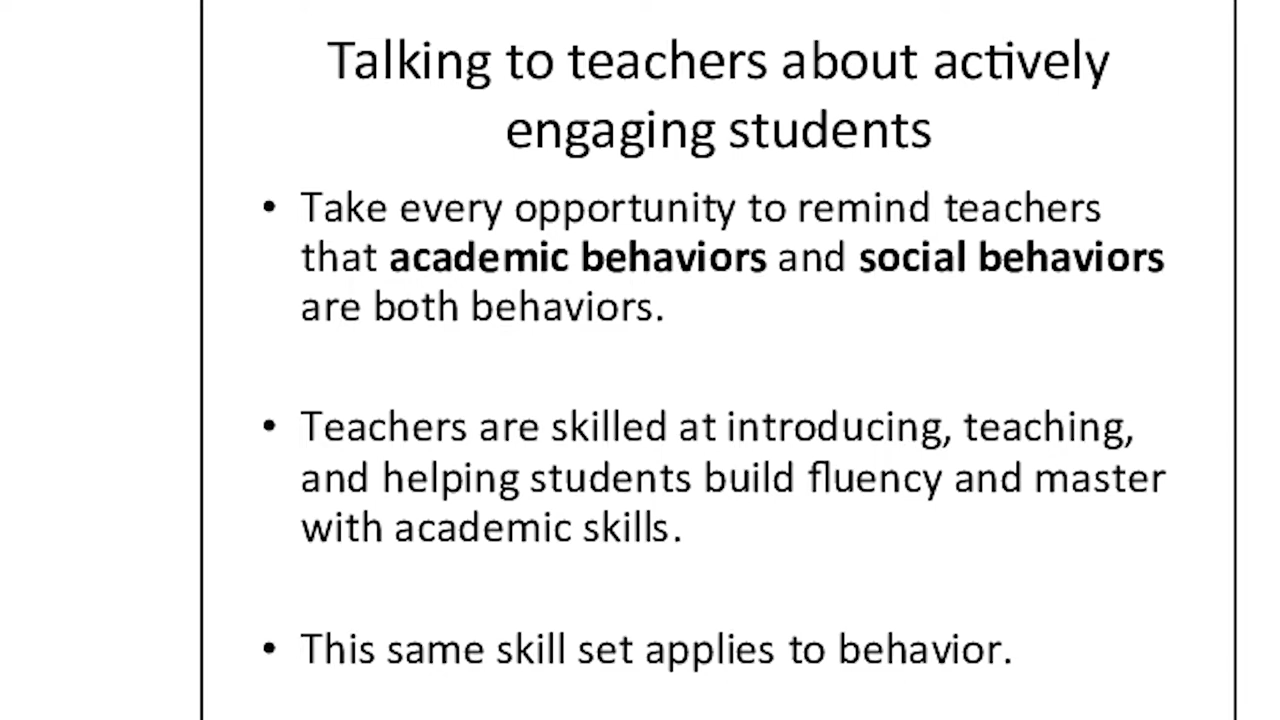 Talking to teachers about actively
engaging students
• Take every opportunity to remind teachers
that academic behaviors and social behaviors
are both behaviors.
• Teachers are skilled at introducing, teaching,
and helping students build fluency and master
with academic skills.
• This same skill set applies to behavior.